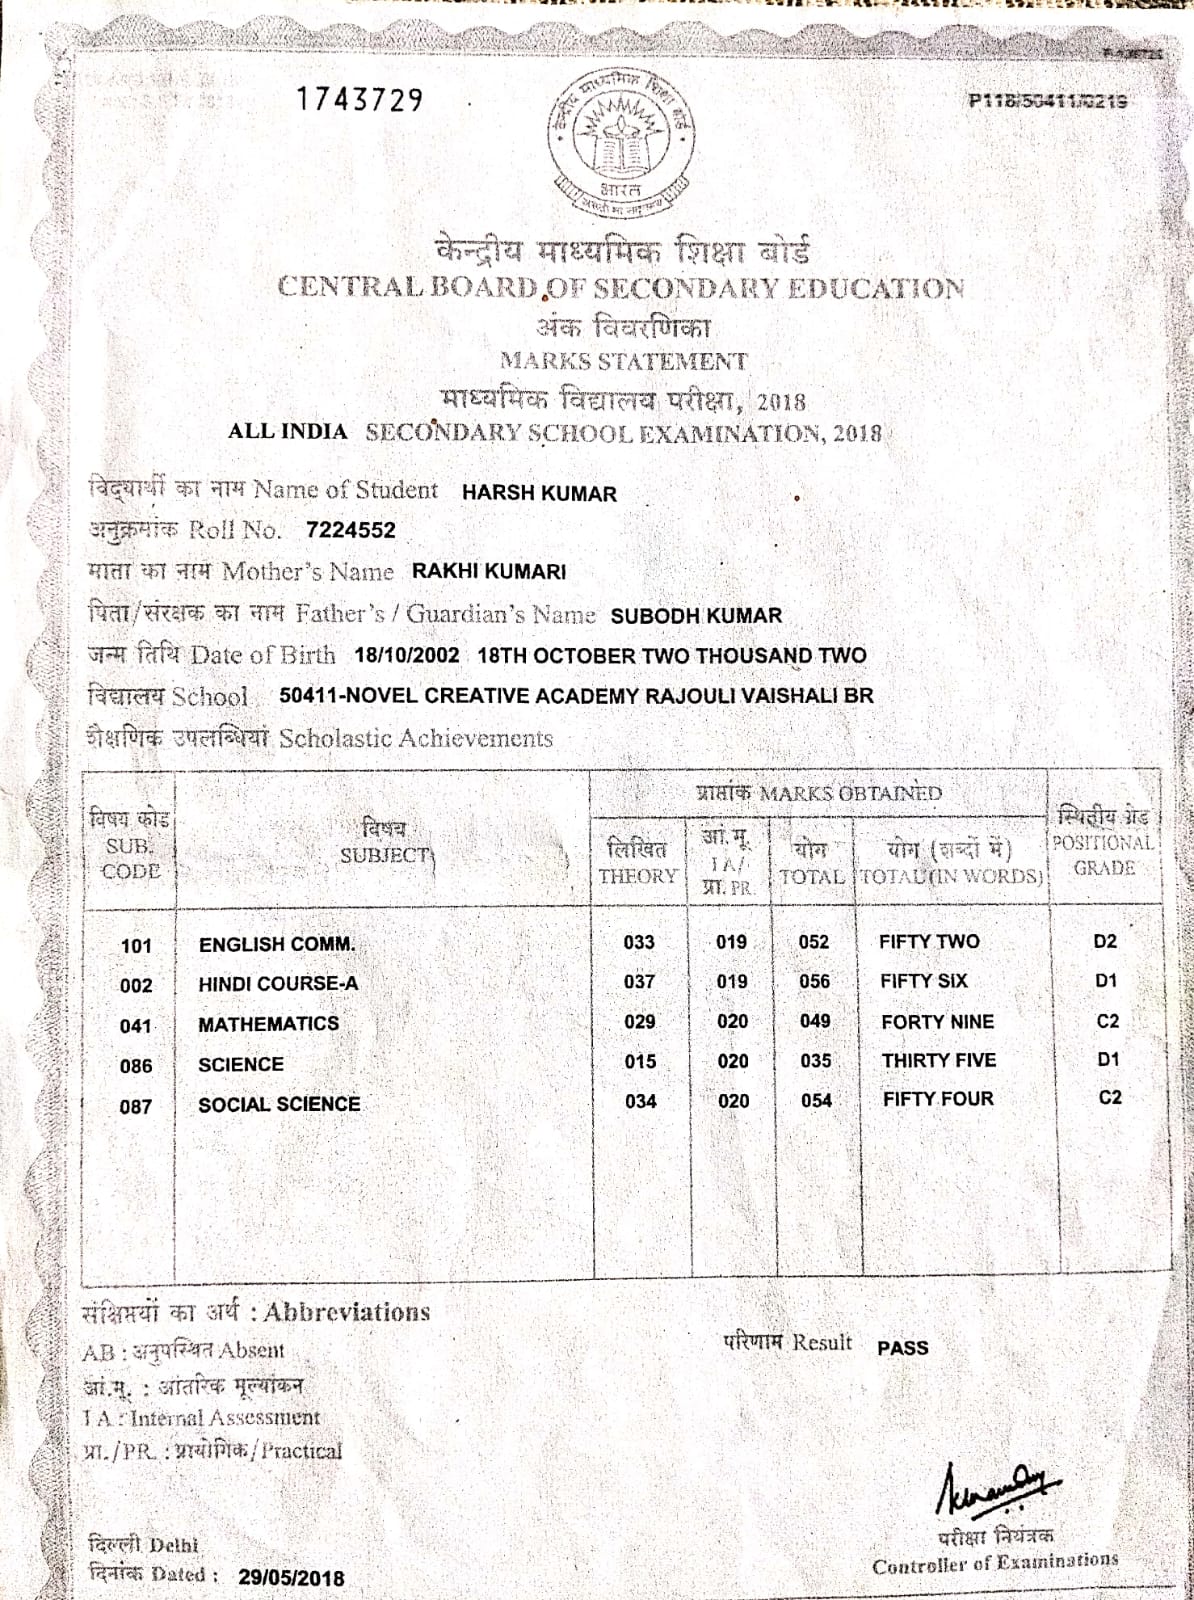 1743729
P118/50411/0219
केन्द्रीय माध्यमिक शिक्षा बोर्ड
भारत
असतो मा सद्गमय
केन्द्रीय माध्यमिक शिक्षा बोर्ड
CENTRAL BOARD OF SECONDARY EDUCATION
अंक विवरणिका
MARKS STATEMENT
माध्यमिक विद्यालय परीक्षा, 2018
ALL INDIA SECONDARY SCHOOL EXAMINATION, 2018
विद्यार्थी का नाम Name of Student HARSH KUMAR
अनुक्रमांक Roll No. 7224552
माता का नाम Mother's Name RAKHI KUMARI
पिता/संरक्षक का नाम Father's / Guardian's Name SUBODH KUMAR
जन्म तिथि Date of Birth 18/10/2002 18TH OCTOBER TWO THOUSAND TWO
विद्यालय School 50411-NOVEL CREATIVE ACADEMY RAJOULI VAISHALI BR
शैक्षणिक उपलब्धियां Scholastic Achievements
विषय कोड SUB. CODE
विषय SUBJECT
प्राप्तांक MARKS OBTAINED
लिखित THEORY
आं.मू. I A/ प्रा. PR.
योग TOTAL
योग (शब्दों में) TOTAL (IN WORDS)
स्थितीय ग्रेड POSITIONAL GRADE
101 ENGLISH COMM. 033 019 052 FIFTY TWO D2
002 HINDI COURSE-A 037 019 056 FIFTY SIX D1
041 MATHEMATICS 029 020 049 FORTY NINE C2
086 SCIENCE 015 020 035 THIRTY FIVE D1
087 SOCIAL SCIENCE 034 020 054 FIFTY FOUR C2
संक्षिप्तियों का अर्थ : Abbreviations
AB : अनुपस्थित Absent
परिणाम Result PASS
आं.मू. : आंतरिक मूल्यांकन
I A : Internal Assessment
प्रा./PR. : प्रायोगिक/Practical
दिल्ली Delhi
दिनांक Dated : 29/05/2018
परीक्षा नियंत्रक
Controller of Examinations